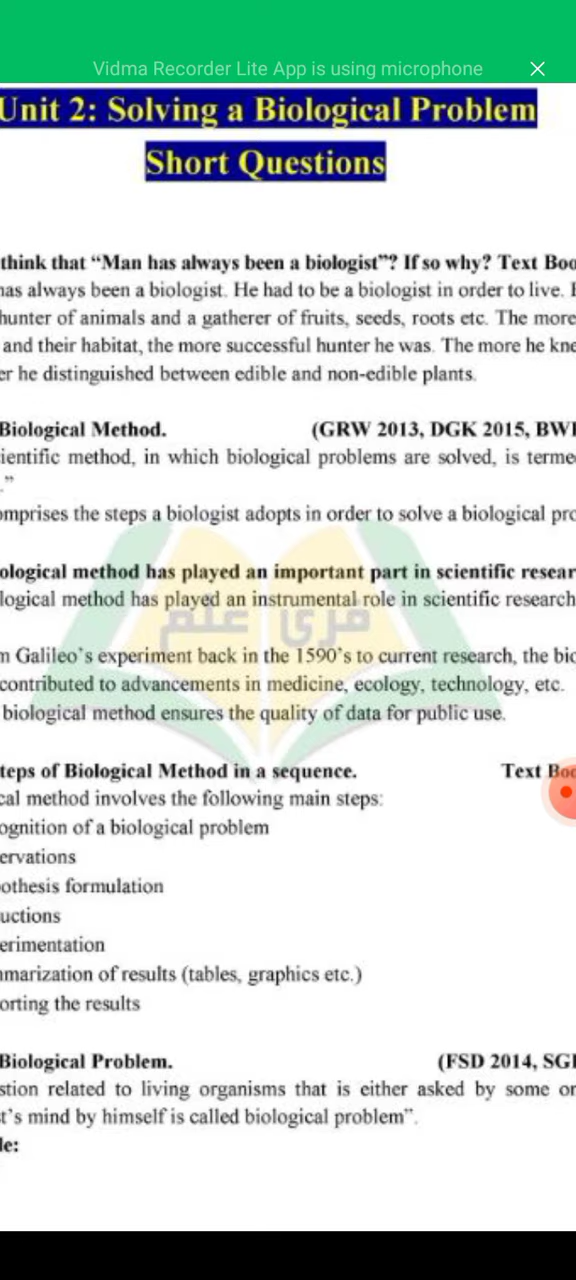 Vidma Recorder Lite App is using microphone
Unit 2: Solving a Biological Problem
Short Questions
think that “Man has always been a biologist”? If so why? Text Boo
has always been a biologist. He had to be a biologist in order to live.
hunter of animals and a gatherer of fruits, seeds, roots etc. The more
and their habitat, the more successful hunter he was. The more he kne
er he distinguished between edible and non-edible plants.
Biological Method. (GRW 2013, DGK 2015, BW
ientific method, in which biological problems are solved, is terme
.”
omprises the steps a biologist adopts in order to solve a biological pro
ological method has played an important part in scientific resear
logical method has played an instrumental role in scientific research
m Galileo’s experiment back in the 1590’s to current research, the bio
contributed to advancements in medicine, ecology, technology, etc.
biological method ensures the quality of data for public use.
teps of Biological Method in a sequence. Text Boo
cal method involves the following main steps:
ognition of a biological problem
ervations
othesis formulation
uctions
erimentation
mmarization of results (tables, graphics etc.)
orting the results
Biological Problem. (FSD 2014, SG
stion related to living organisms that is either asked by some or
t’s mind by himself is called biological problem”.
le: